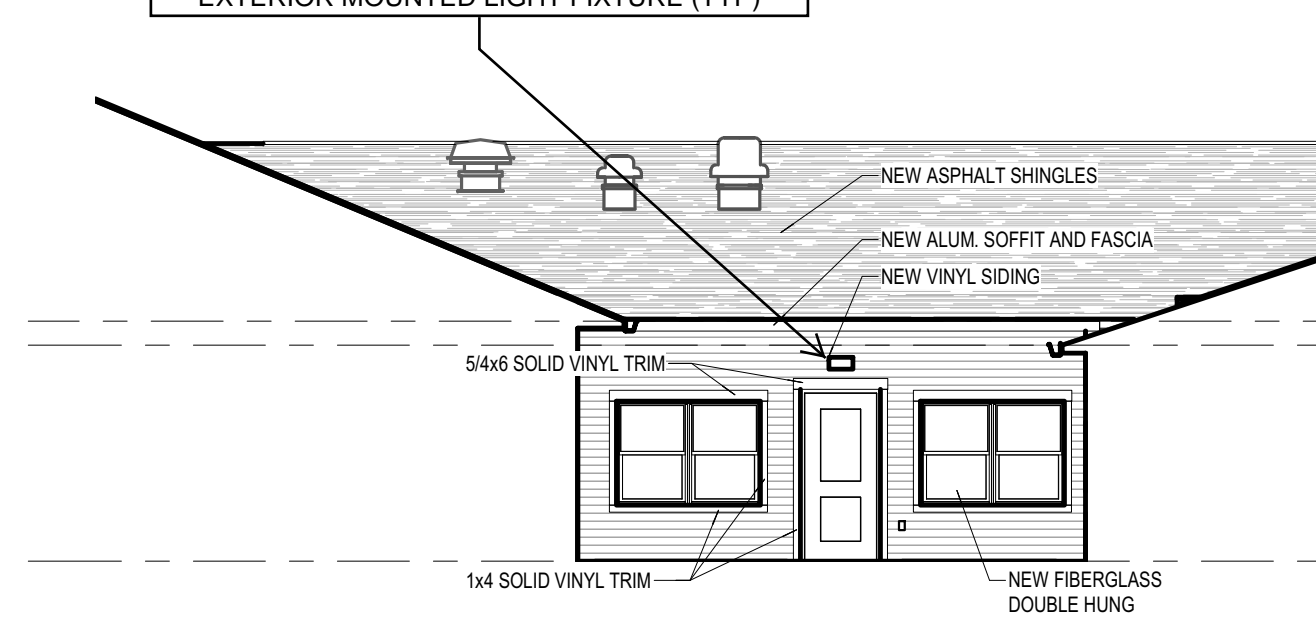 EXTERIOR MOUNTED LIGHT FIXTURE (TYP)
NEW ASPHALT SHINGLES
NEW ALUM. SOFFIT AND FASCIA
NEW VINYL SIDING
5/4x6 SOLID VINYL TRIM
1x4 SOLID VINYL TRIM
NEW FIBERGLASS
DOUBLE HUNG